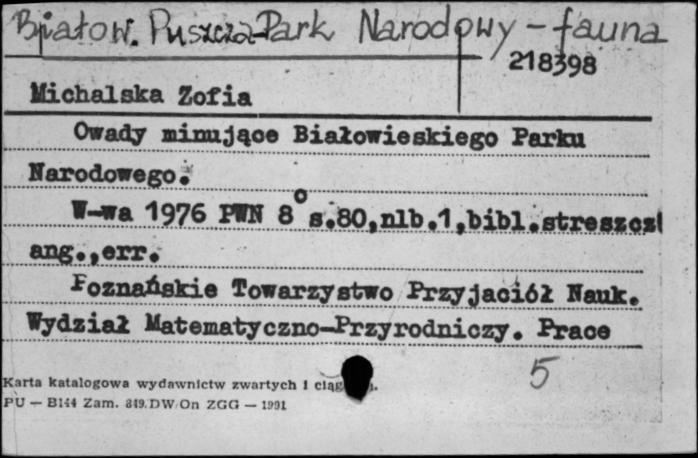 Białow. Puszcza-Park Narodowy - fauna
218398
Michalska Zofia
Owady minujące Białowieskiego Parku
Narodowego.
W-wa 1976 PWN 8° s.80,nlb.1,bibl.streszcz
ang.,err.
Poznańskie Towarzystwo Przyjaciół Nauk.
Wydział Matematyczno-Przyrodniczy. Prace
5
Karta katalogowa wydawnictw zwartych i
PU — B144 Zam. 849.DW/On ZGG — 1991